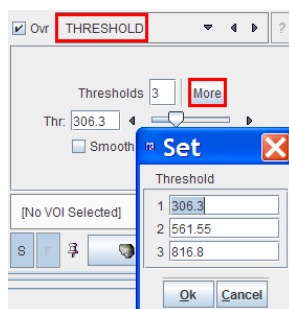 Ovr THRESHOLD ?
Thresholds 3 More
Thr: 306.3
Smooth
Set
Threshold
1 306.3
2 561.55
3 816.8
[No VOI Selected]
S F
Ok Cancel